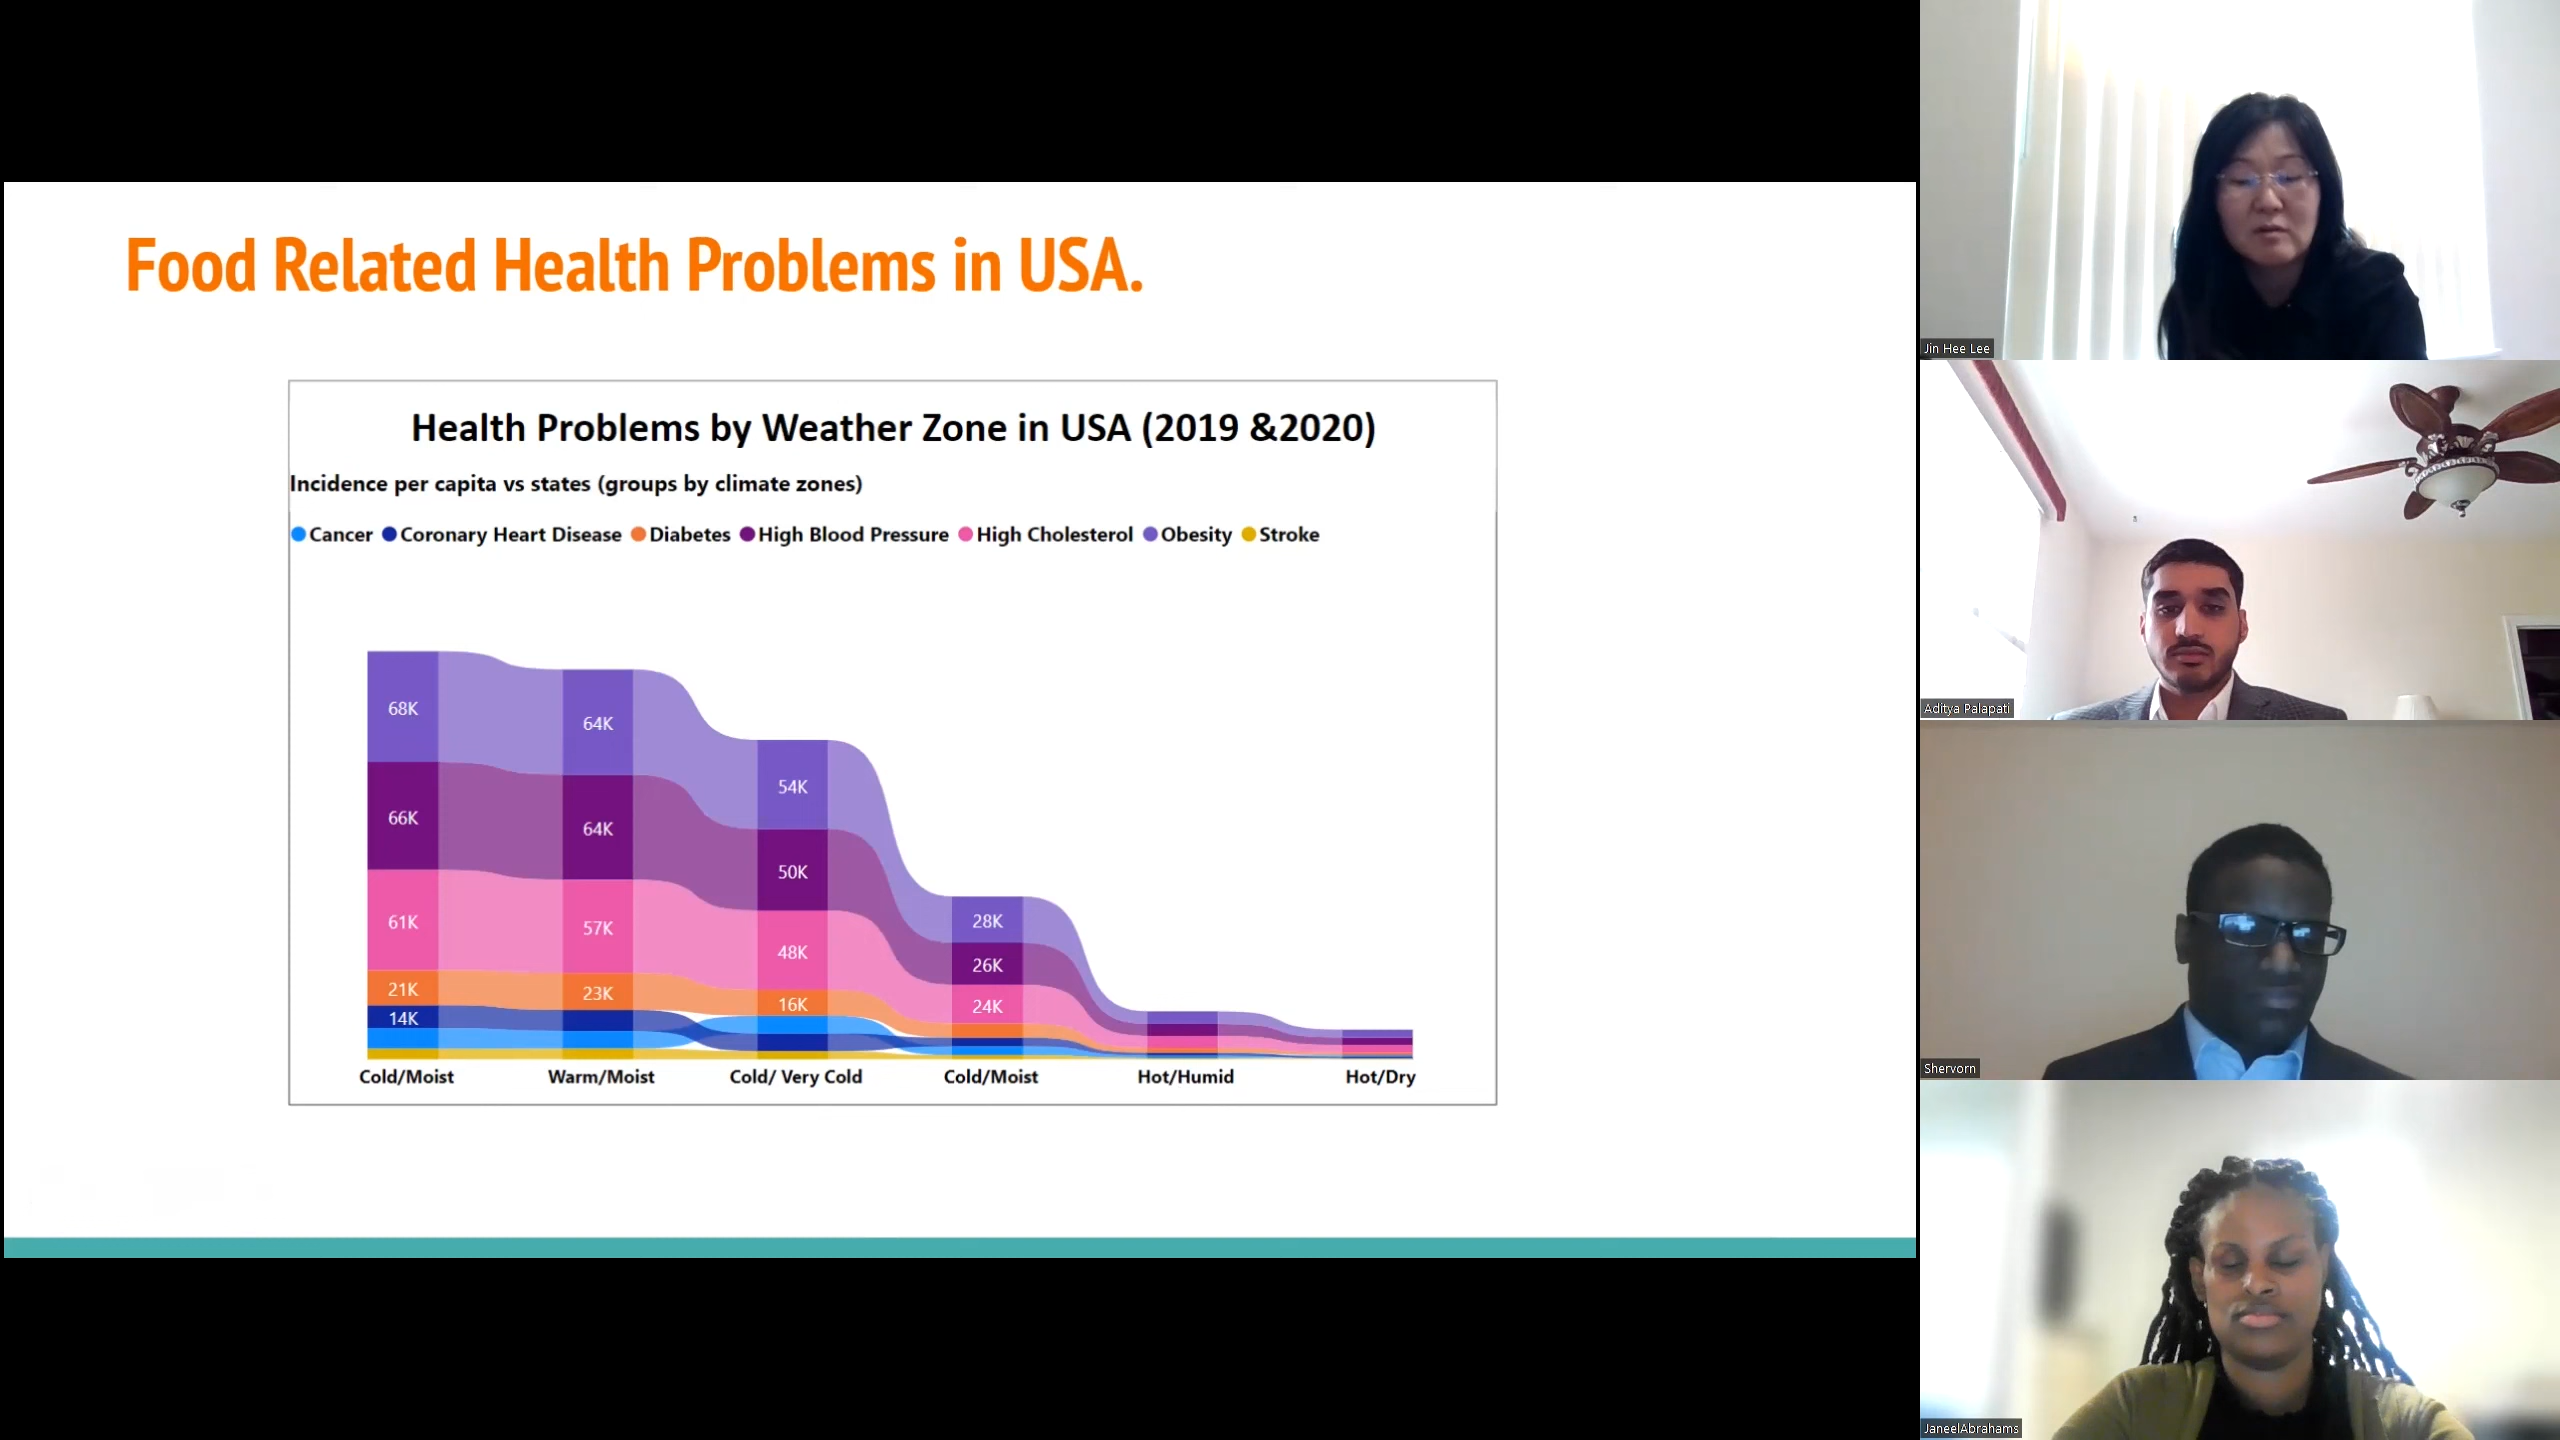 Food Related Health Problems in USA.
Health Problems by Weather Zone in USA (2019 &2020)
Incidence per capita vs states (groups by climate zones)
Cancer Coronary Heart Disease Diabetes High Blood Pressure High Cholesterol Obesity Stroke
68K
66K
61K
21K
14K
64K
64K
57K
23K
54K
50K
48K
16K
28K
26K
24K
Cold/Moist Warm/Moist Cold/ Very Cold Cold/Moist Hot/Humid Hot/Dry
Jin Hee Lee
Aditya Palapati
Shervorn
JaneelAbrahams